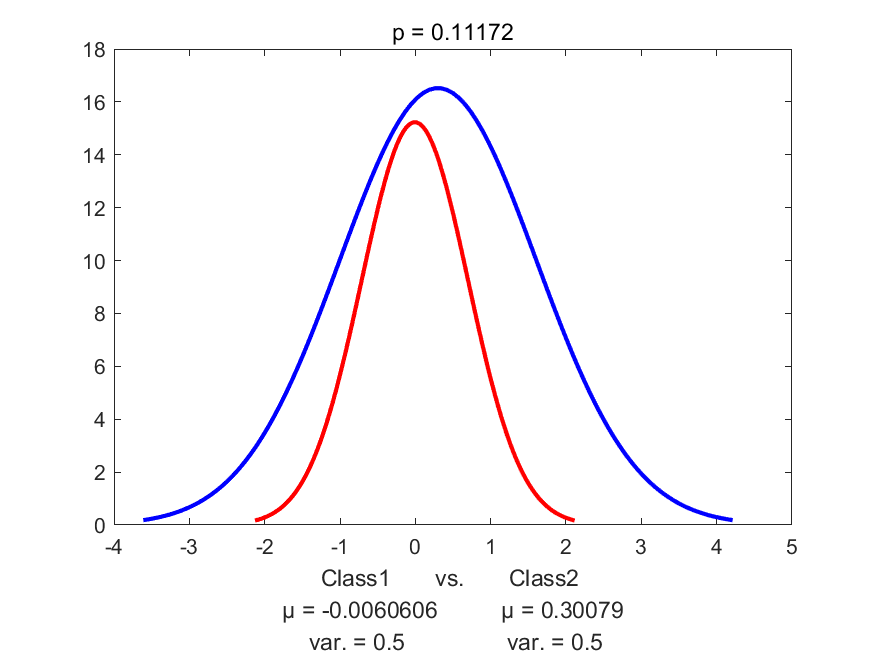 p = 0.11172
18
16
14
12
10
8
6
4
2
0
-4 -3 -2 -1 0 1 2 3 4 5
Class1 vs. Class2
μ = -0.0060606 μ = 0.30079
var. = 0.5 var. = 0.5